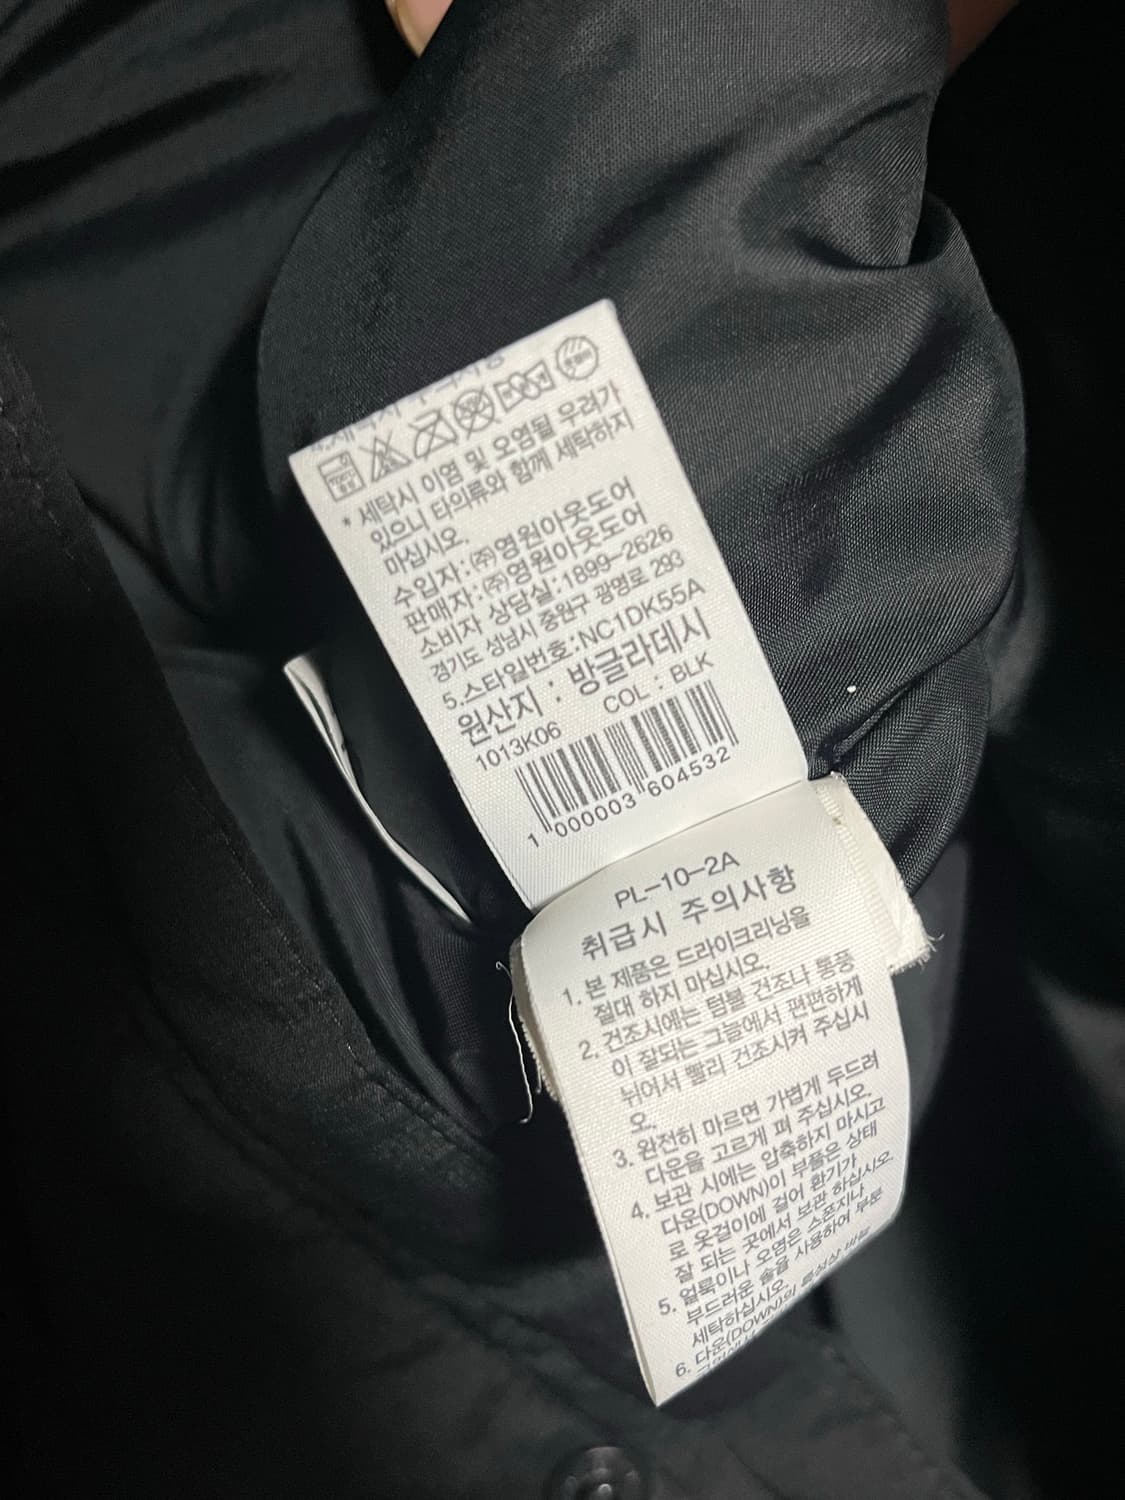 * 세탁시 이염 및 오염될 우려가
있으니 타의류와 함께 세탁하지
마십시오.
수입자:㈜영원아웃도어
판매자:㈜영원아웃도어
소비자 상담실:1899-2626
경기도 성남시 중원구 광명로 293
5.스타일번호:NC1DK55A
원산지 : 방글라데시
1013K06 COL : BLK
1 000003 604532
PL-10-2A
취급시 주의사항
1. 본 제품은 드라이크리닝을
절대 하지 마십시오.
2. 건조시에는 텀블 건조나 통풍
이 잘되는 그늘에서 편편하게
뉘어서 빨리 건조시켜 주십시
오.
3. 완전히 마르면 가볍게 두드려
다운을 고르게 펴 주십시오.
4. 보관 시에는 압축하지 마시고
다운(DOWN)이 부풀은 상태
로 옷걸이에 걸어 환기가
잘 되는 곳에서 보관 하십시오.
5. 얼룩이나 오염은 스폰지나
부드러운 솔을 사용하여 부분
세탁하십시오.
6. 다운(DOWN)의 특성상